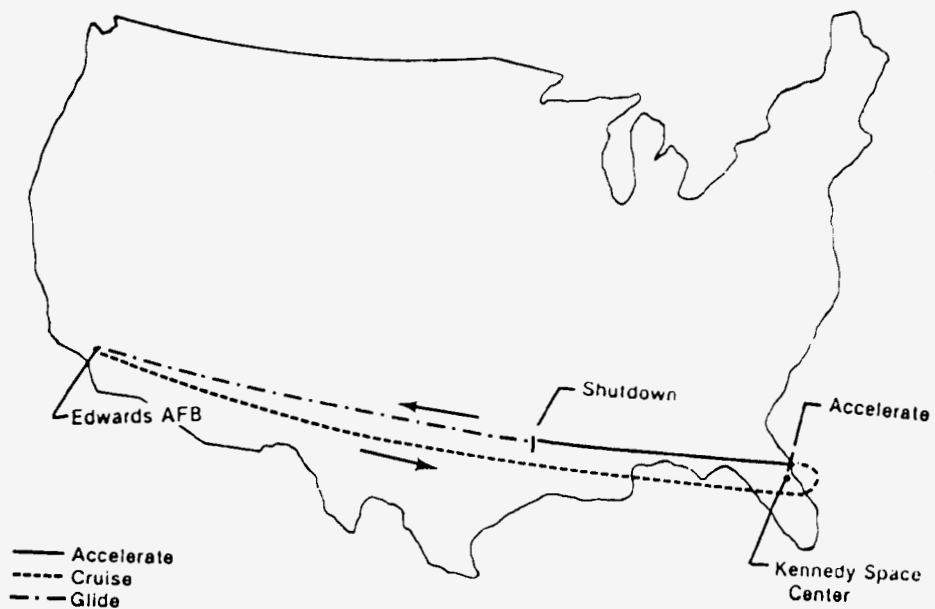 Shutdown
Accelerate
Edwards AFB
Accelerate
Cruise
Glide
Kennedy Space
Center